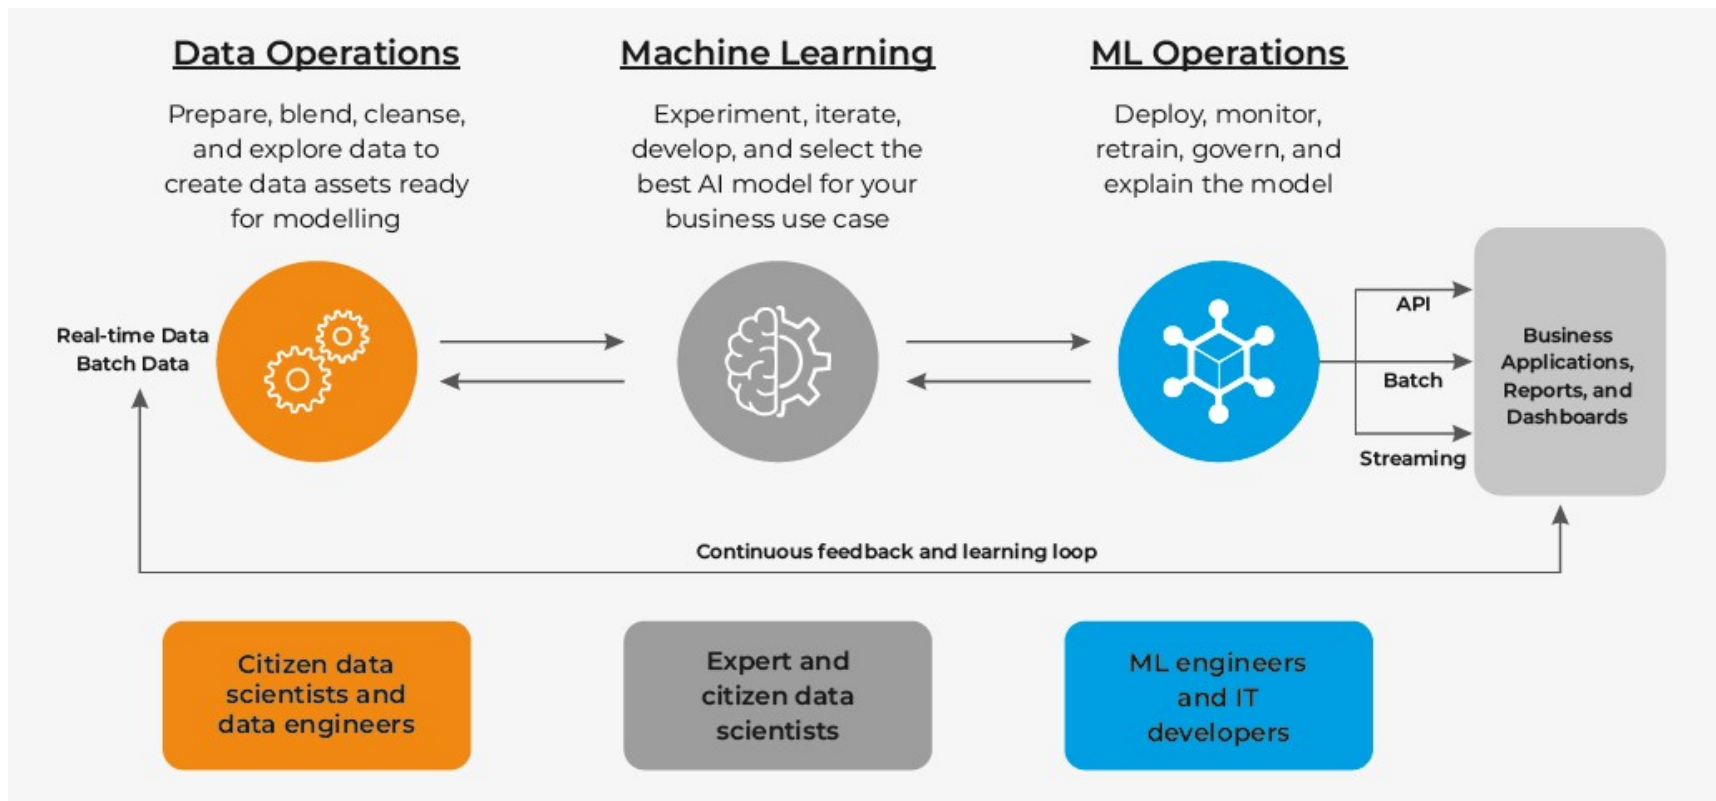 Data Operations
Prepare, blend, cleanse,
and explore data to
create data assets ready
for modelling
Machine Learning
Experiment, iterate,
develop, and select the
best AI model for your
business use case
ML Operations
Deploy, monitor,
retrain, govern, and
explain the model
Real-time Data
Batch Data
API
Batch
Streaming
Business
Applications,
Reports, and
Dashboards
Continuous feedback and learning loop
Citizen data
scientists and
data engineers
Expert and
citizen data
scientists
ML engineers
and IT
developers